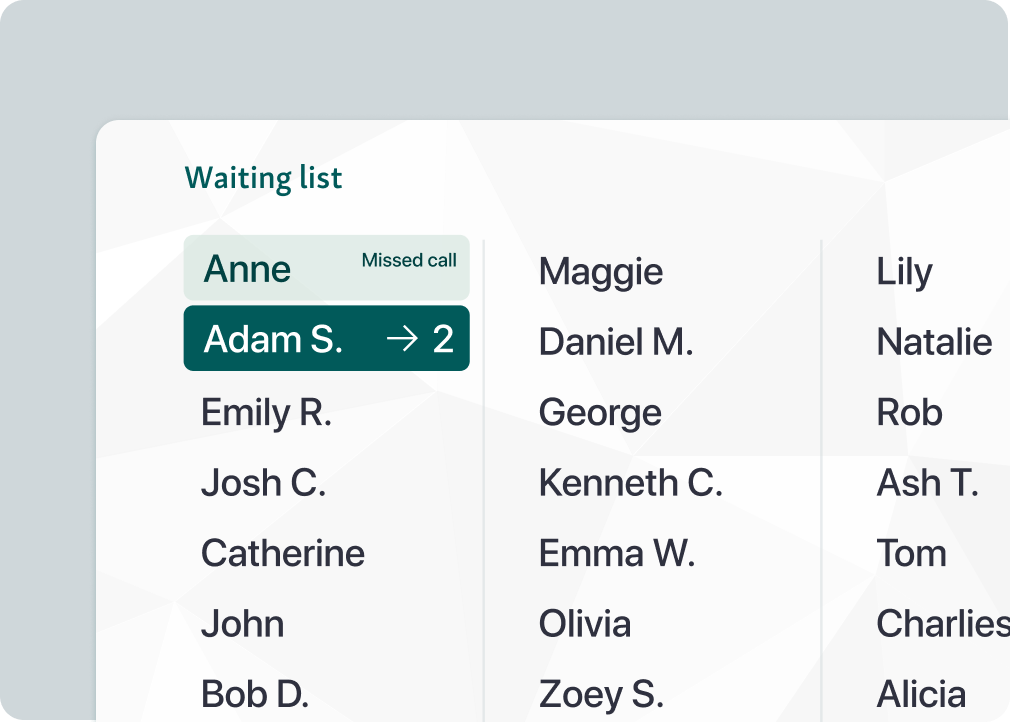 Waiting list
Anne Missed call
Adam S. → 2
Emily R.
Josh C.
Catherine
John
Bob D.
Maggie
Daniel M.
George
Kenneth C.
Emma W.
Olivia
Zoey S.
Lily
Natalie
Rob
Ash T.
Tom
Charlies
Alicia